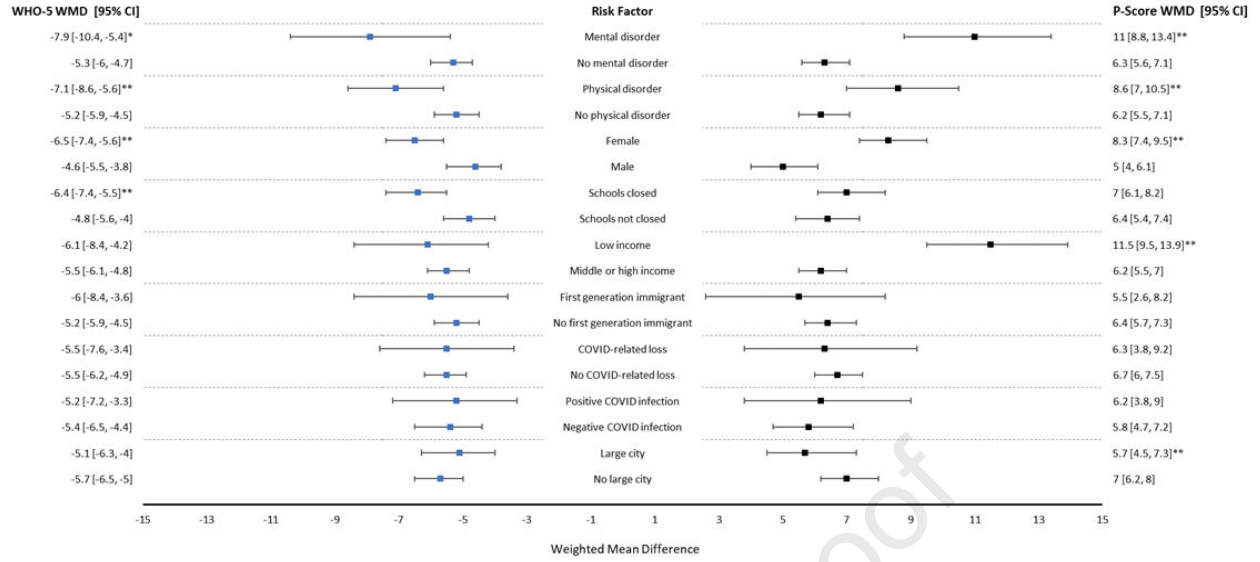 WHO-5 WMD [95% CI] Risk Factor P-Score WMD [95% CI]
-7.9 [-10.4, -5.4]* Mental disorder 11 [8.8, 13.4]**
-5.3 [-6, -4.7] No mental disorder 6.3 [5.6, 7.1]
-7.1 [-8.6, -5.6]** Physical disorder 8.6 [7, 10.5]**
-5.2 [-5.9, -4.5] No physical disorder 6.2 [5.5, 7.1]
-6.5 [-7.4, -5.6]** Female 8.3 [7.4, 9.5]**
-4.6 [-5.5, -3.8] Male 5 [4, 6.1]
-6.4 [-7.4, -5.5]** Schools closed 7 [6.1, 8.2]
-4.8 [-5.6, -4] Schools not closed 6.4 [5.4, 7.4]
-6.1 [-8.4, -4.2] Low income 11.5 [9.5, 13.9]**
-5.5 [-6.1, -4.8] Middle or high income 6.2 [5.5, 7]
-6 [-8.4, -3.6] First generation immigrant 5.5 [2.6, 8.2]
-5.2 [-5.9, -4.5] No first generation immigrant 6.4 [5.7, 7.3]
-5.5 [-7.6, -3.4] COVID-related loss 6.3 [3.8, 9.2]
-5.5 [-6.2, -4.9] No COVID-related loss 6.7 [6, 7.5]
-5.2 [-7.2, -3.3] Positive COVID infection 6.2 [3.8, 9]
-5.4 [-6.5, -4.4] Negative COVID infection 5.8 [4.7, 7.2]
-5.1 [-6.3, -4] Large city 5.7 [4.5, 7.3]**
-5.7 [-6.5, -5] No large city 7 [6.2, 8]
-15 -13 -11 -9 -7 -5 -3 -1 1 3 5 7 9 11 13 15
Weighted Mean Difference
oof